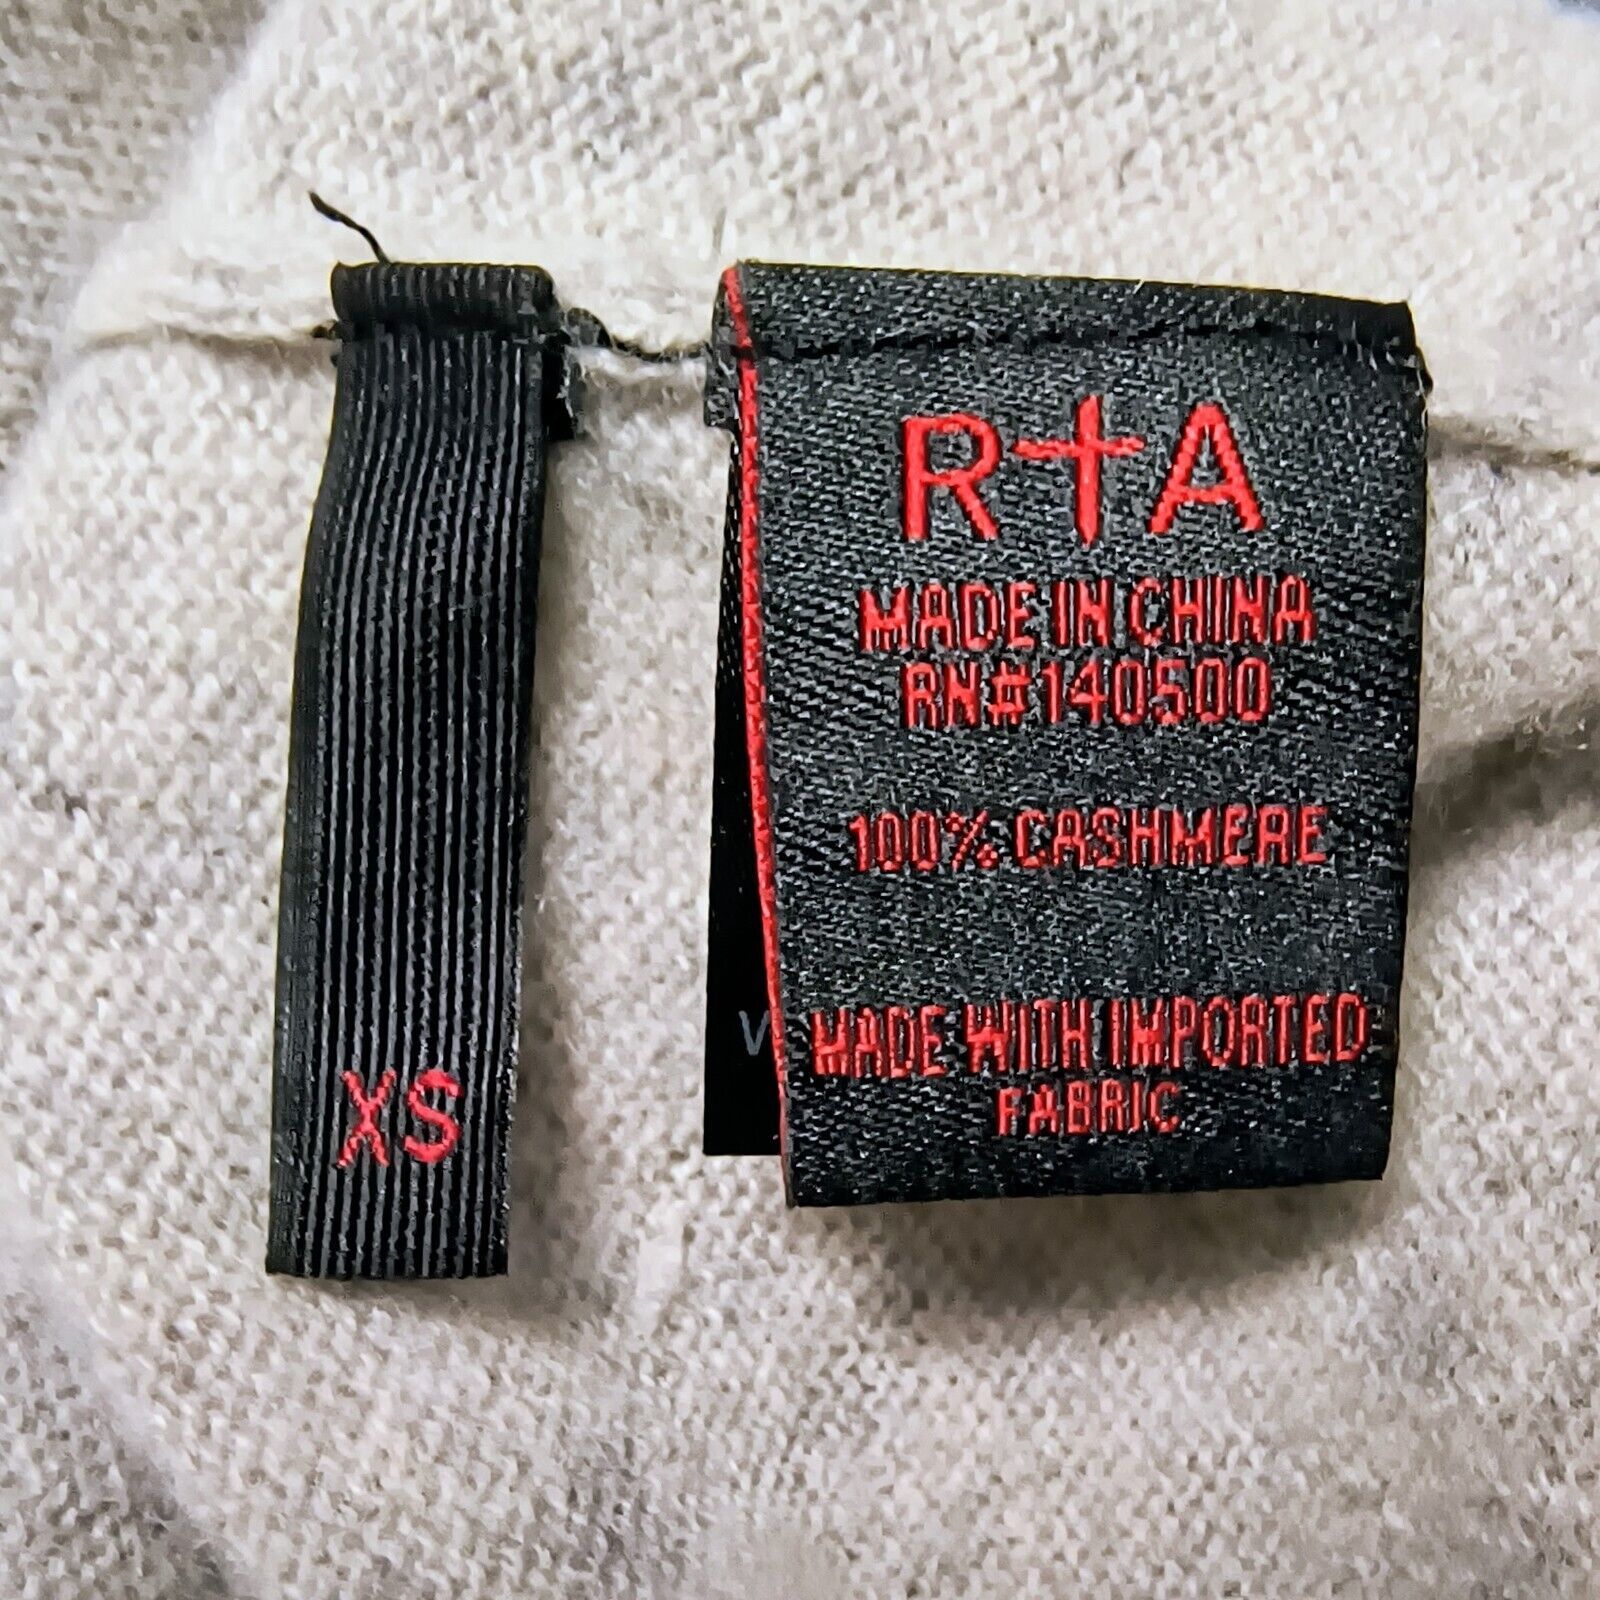 R†A
MADE IN CHINA
RN#140500
100% CASHMERE
MADE WITH IMPORTED
FABRIC
XS